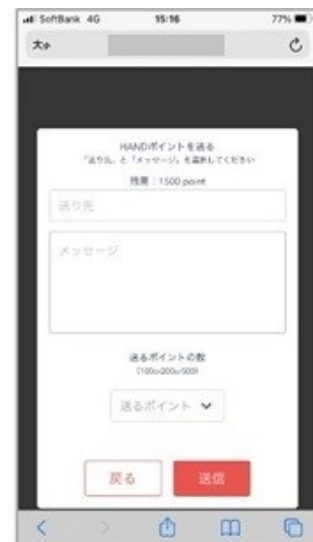 SoftBank 4G 15:16 77%
大小
HANDポイントを送る
「送り先」と「メッセージ」を選択してください
残高：1500 point
送り先
メッセージ
送るポイントの数
(100or200or500)
送るポイント
戻る 送信